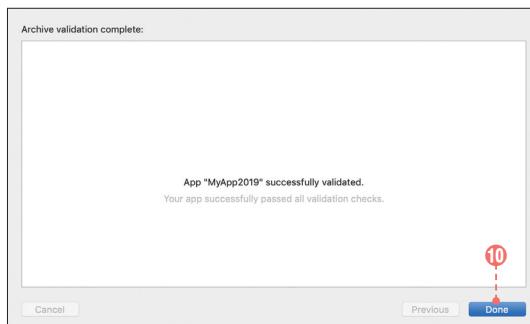 Archive validation complete:
App "MyApp2019" successfully validated.
Your app successfully passed all validation checks.
10
Cancel Previous Done